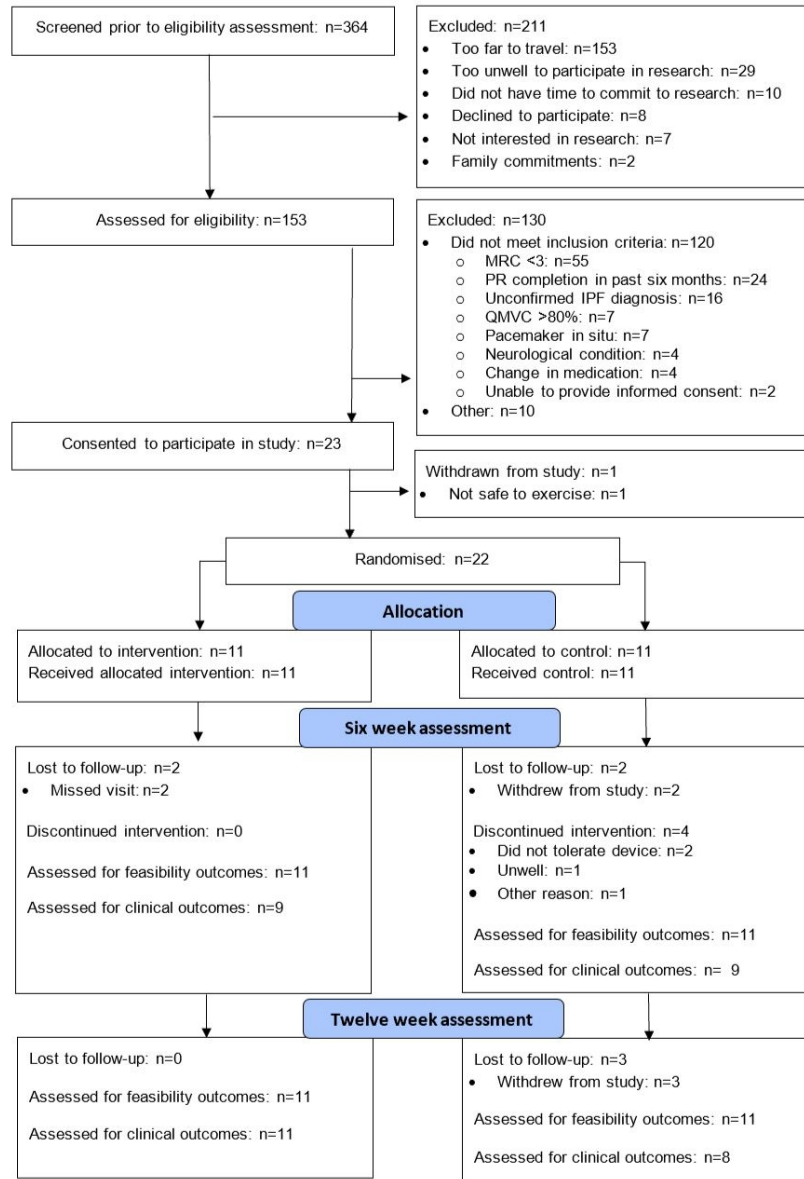 Screened prior to eligibility assessment: n=364
Excluded: n=211
• Too far to travel: n=153
• Too unwell to participate in research: n=29
• Did not have time to commit to research: n=10
• Declined to participate: n=8
• Not interested in research: n=7
• Family commitments: n=2
Assessed for eligibility: n=153
Excluded: n=130
• Did not meet inclusion criteria: n=120
o MRC <3: n=55
o PR completion in past six months: n=24
o Unconfirmed IPF diagnosis: n=16
o QMVC >80%: n=7
o Pacemaker in situ: n=7
o Neurological condition: n=4
o Change in medication: n=4
o Unable to provide informed consent: n=2
• Other: n=10
Consented to participate in study: n=23
Withdrawn from study: n=1
• Not safe to exercise: n=1
Randomised: n=22
Allocation
Allocated to intervention: n=11
Received allocated intervention: n=11
Allocated to control: n=11
Received control: n=11
Six week assessment
Lost to follow-up: n=2
• Missed visit: n=2
Discontinued intervention: n=0
Assessed for feasibility outcomes: n=11
Assessed for clinical outcomes: n=9
Lost to follow-up: n=2
• Withdrew from study: n=2
Discontinued intervention: n=4
• Did not tolerate device: n=2
• Unwell: n=1
• Other reason: n=1
Assessed for feasibility outcomes: n=11
Assessed for clinical outcomes: n= 9
Twelve week assessment
Lost to follow-up: n=0
Assessed for feasibility outcomes: n=11
Assessed for clinical outcomes: n=11
Lost to follow-up: n=3
• Withdrew from study: n=3
Assessed for feasibility outcomes: n=11
Assessed for clinical outcomes: n=8